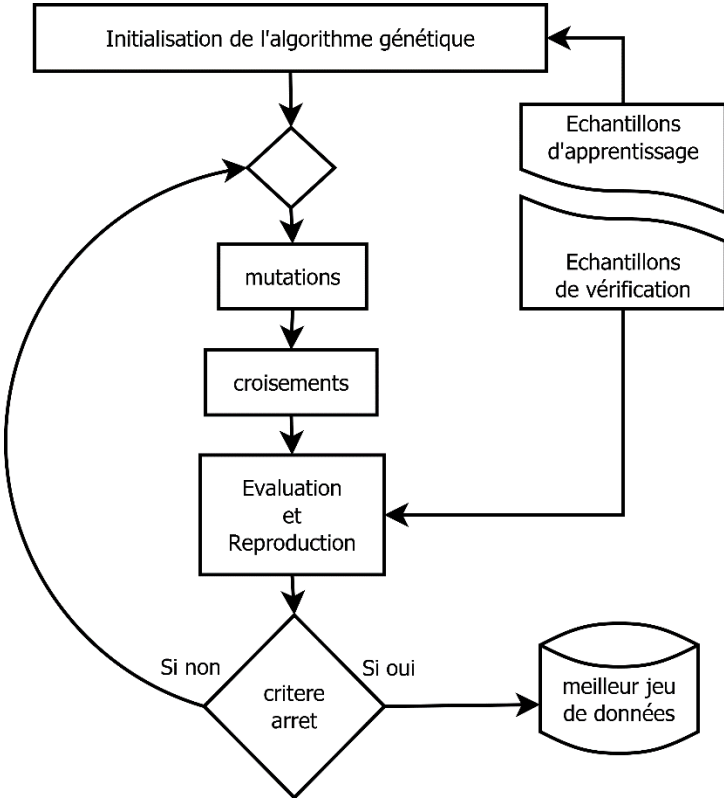 Initialisation de l'algorithme génétique
Echantillons
d'apprentissage
Echantillons
de vérification
mutations
croisements
Evaluation
et
Reproduction
Si non
Si oui
critere
arret
meilleur jeu
de données